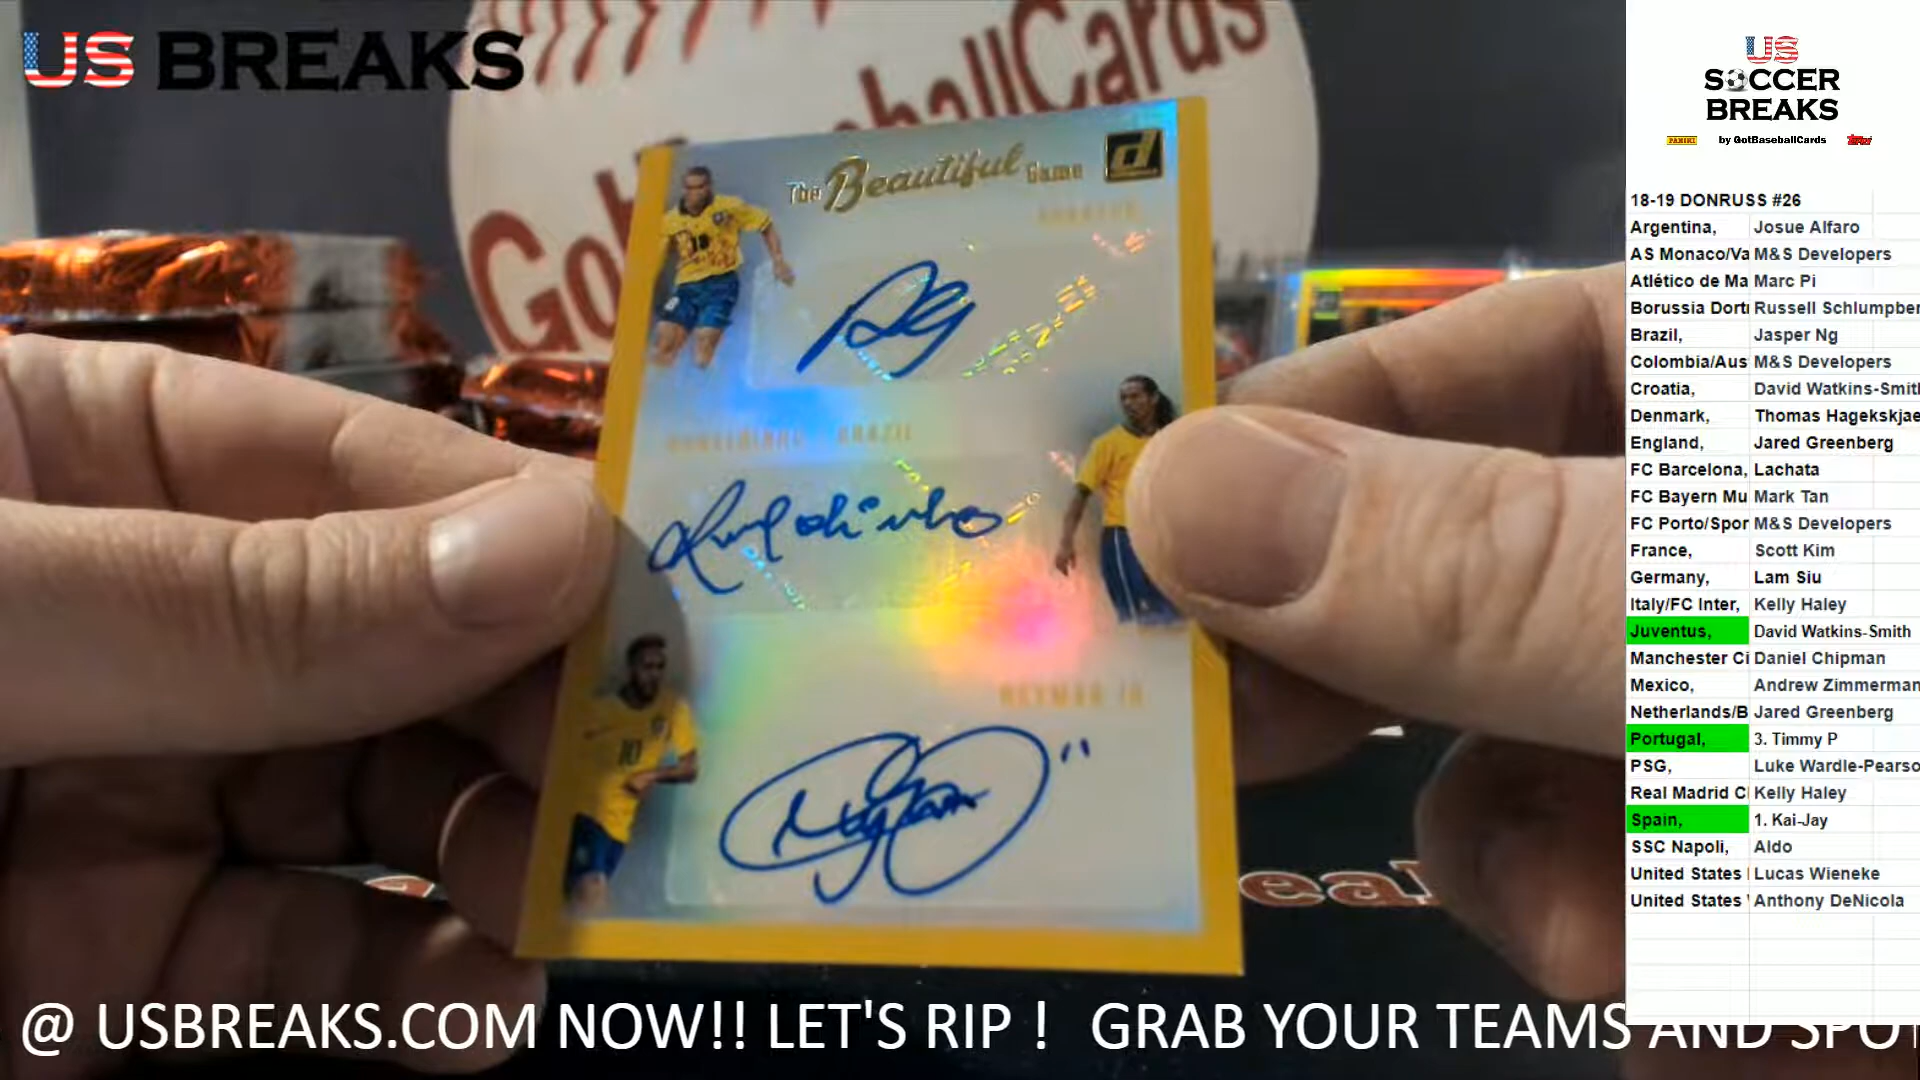 US BREAKS
GotBaseballCards
The Beautiful Game
d
RONALDINHO BRAZIL
Ronaldinho
10
NEYMAR JR
@ USBREAKS.COM NOW!! LET'S RIP ! GRAB YOUR TEAMS AND SPOT
US
SOCCER
BREAKS
PANINI by GotBaseballCards Topps
18-19 DONRUSS #26
Argentina, Josue Alfaro
AS Monaco/Va M&S Developers
Atlético de Ma Marc Pi
Borussia Dortr Russell Schlumpber
Brazil, Jasper Ng
Colombia/Aus M&S Developers
Croatia, David Watkins-Smith
Denmark, Thomas Hagekskjae
England, Jared Greenberg
FC Barcelona, Lachata
FC Bayern Mu Mark Tan
FC Porto/Spor M&S Developers
France, Scott Kim
Germany, Lam Siu
Italy/FC Inter, Kelly Haley
Juventus, David Watkins-Smith
Manchester Ci Daniel Chipman
Mexico, Andrew Zimmerman
Netherlands/B Jared Greenberg
Portugal, 3. Timmy P
PSG, Luke Wardle-Pearso
Real Madrid C Kelly Haley
Spain, 1. Kai-Jay
SSC Napoli, Aldo
United States Lucas Wieneke
United States Anthony DeNicola